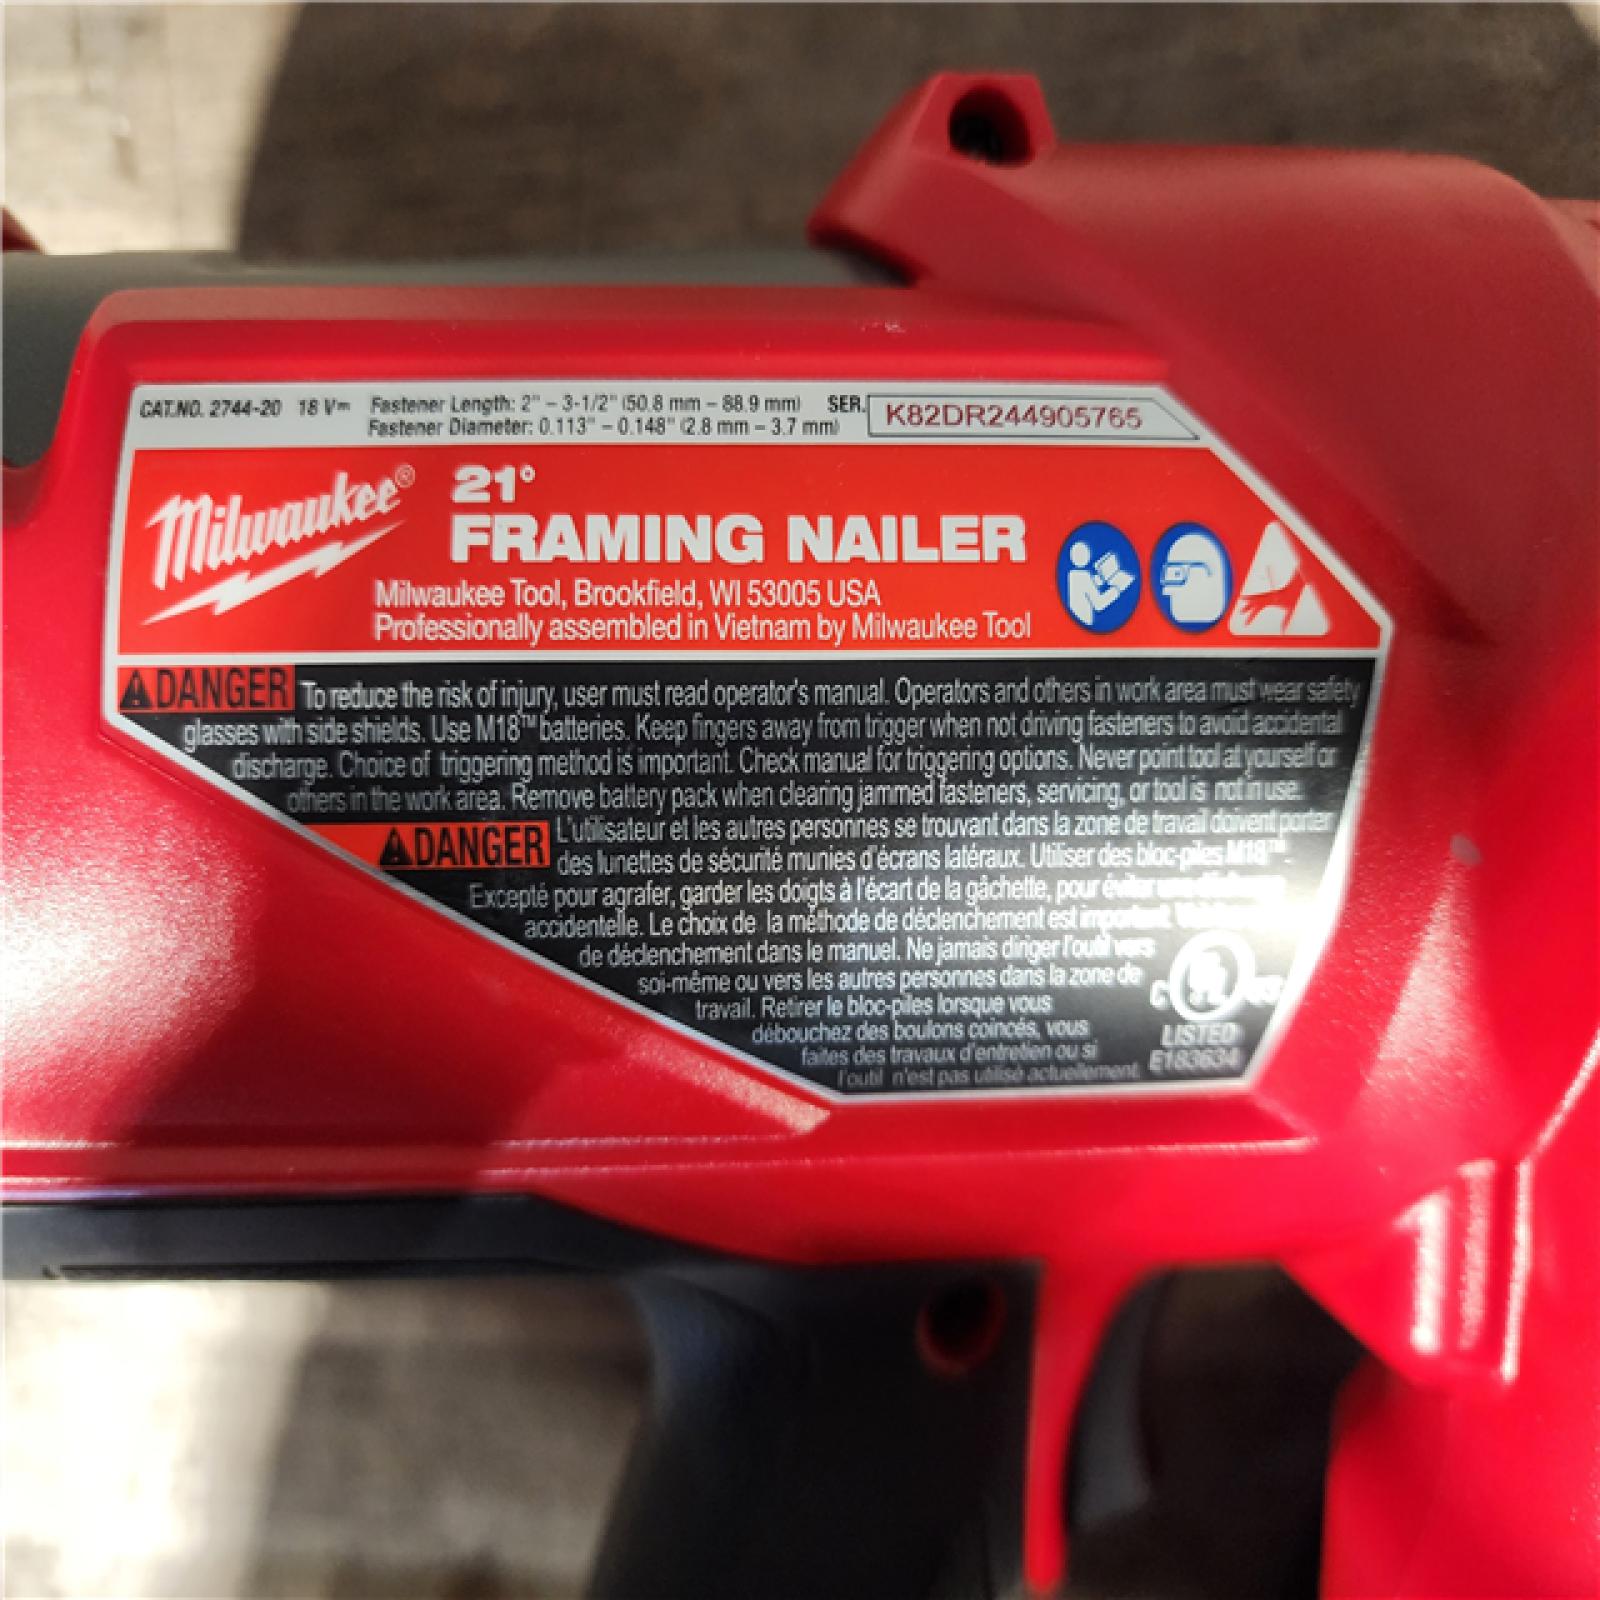 CAT.NO. 2744-20 18 V⎓ Fastener Length: 2" – 3-1/2" (50.8 mm – 88.9 mm) SER. K82DR244905765
Fastener Diameter: 0.113" – 0.148" (2.8 mm – 3.7 mm)
Milwaukee®
21°
FRAMING NAILER
Milwaukee Tool, Brookfield, WI 53005 USA
Professionally assembled in Vietnam by Milwaukee Tool
⚠DANGER To reduce the risk of injury, user must read operator's manual. Operators and others in work area must wear safety
glasses with side shields. Use M18™ batteries. Keep fingers away from trigger when not driving fasteners to avoid accidental
discharge. Choice of triggering method is important. Check manual for triggering options. Never point tool at yourself or
others in the work area. Remove battery pack when clearing jammed fasteners, servicing, or tool is not in use.
⚠DANGER L'utilisateur et les autres personnes se trouvant dans la zone de travail doivent porter
des lunettes de sécurité munies d'écrans latéraux. Utiliser des bloc-piles M18™.
Excepté pour agrafer, garder les doigts à l'écart de la gâchette, pour éviter une
accidentelle. Le choix de la méthode de déclenchement est important.
de déclenchement dans le manuel. Ne jamais diriger l'outil vers
soi-même ou vers les autres personnes dans la zone de
travail. Retirer le bloc-piles lorsque vous
débouchez des boulons coincés, vous
faites des travaux d'entretien ou si
l'outil n'est pas utilisé actuellement.
C UL US
LISTED
E183634